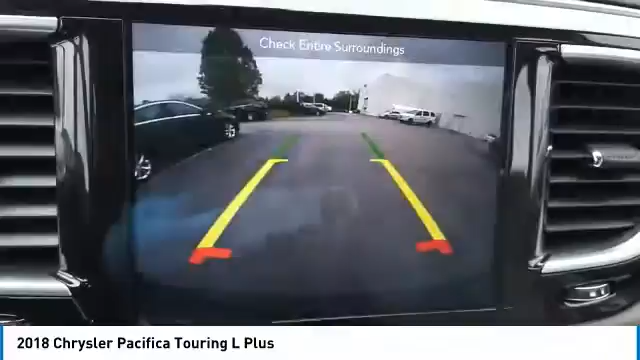 Check Entire Surroundings
2018 Chrysler Pacifica Touring L Plus